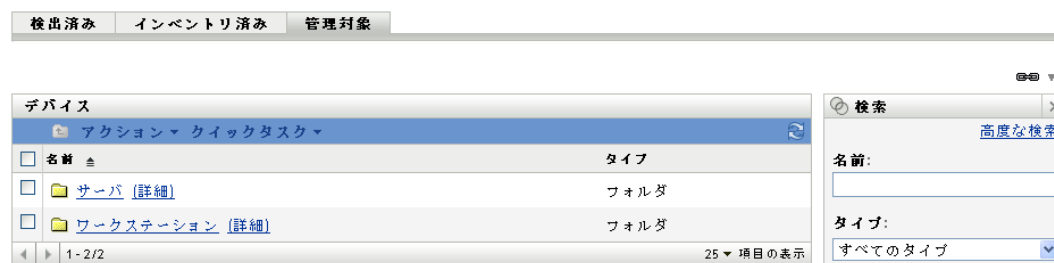 検出済み インベントリ済み 管理対象
デバイス
アクション クイックタスク
名前 タイプ
サーバ (詳細) フォルダ
ワークステーション (詳細) フォルダ
1 - 2/2 25 項目の表示
検索
高度な検索
名前:
タイプ:
すべてのタイプ